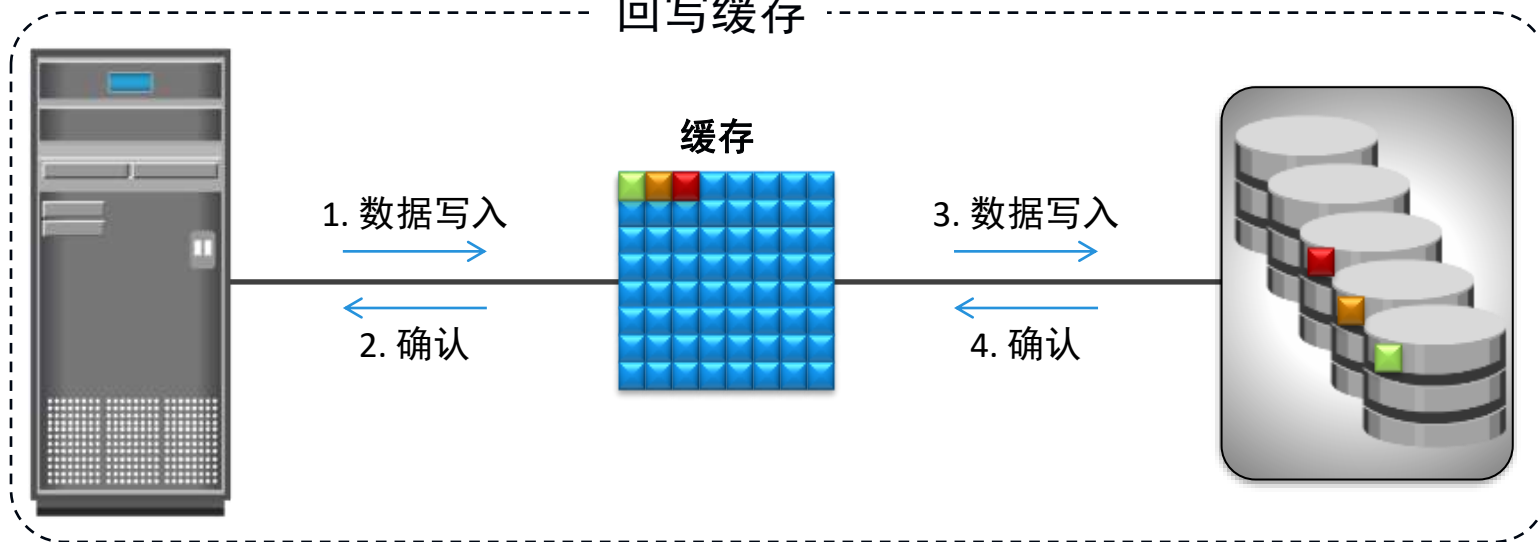 回写缓存
缓存
1. 数据写入
3. 数据写入
2. 确认
4. 确认